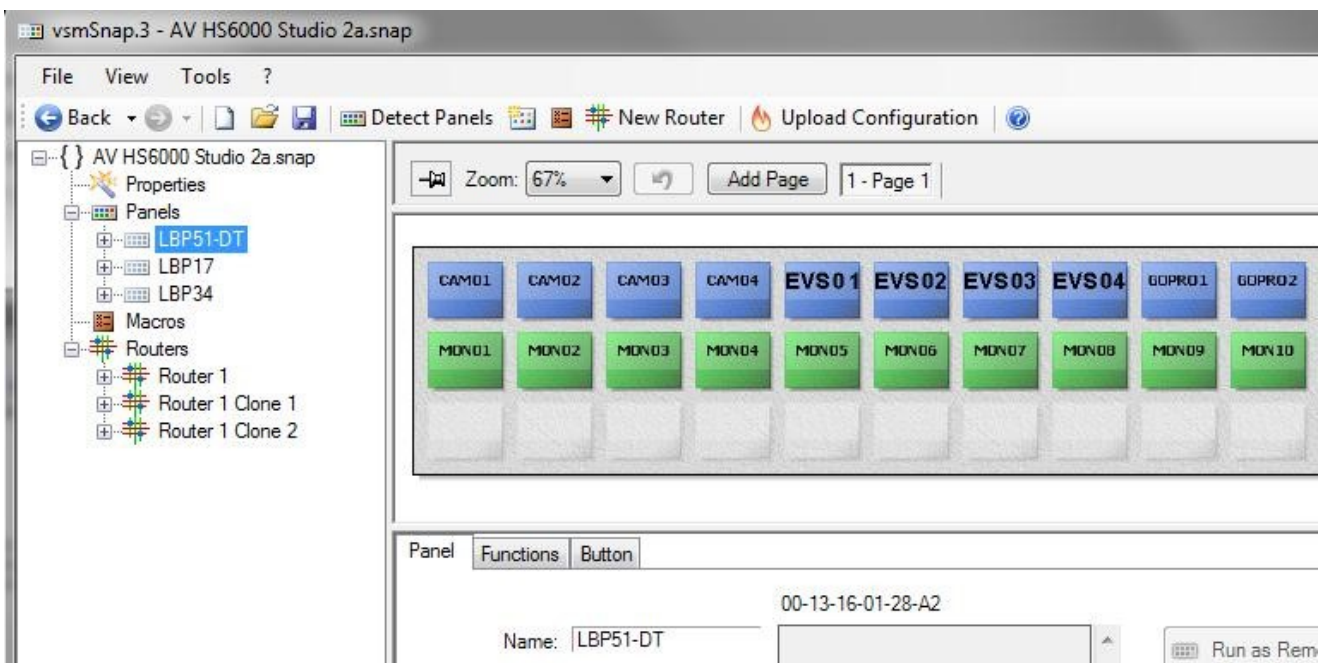 vsmSnap.3 - AV HS6000 Studio 2a.snap
File View Tools ?
Back Detect Panels New Router Upload Configuration
{ } AV HS6000 Studio 2a.snap
Properties
Panels
LBP51-DT
LBP17
LBP34
Macros
Routers
Router 1
Router 1 Clone 1
Router 1 Clone 2
Zoom: 67% Add Page 1 - Page 1
CAM01 CAM02 CAM03 CAM04 EVS01 EVS02 EVS03 EVS04 GOPRO1 GOPRO2
MON01 MON02 MON03 MON04 MON05 MON06 MON07 MON08 MON09 MON10
Panel Functions Button
00-13-16-01-28-A2
Name: LBP51-DT
Run as Rem